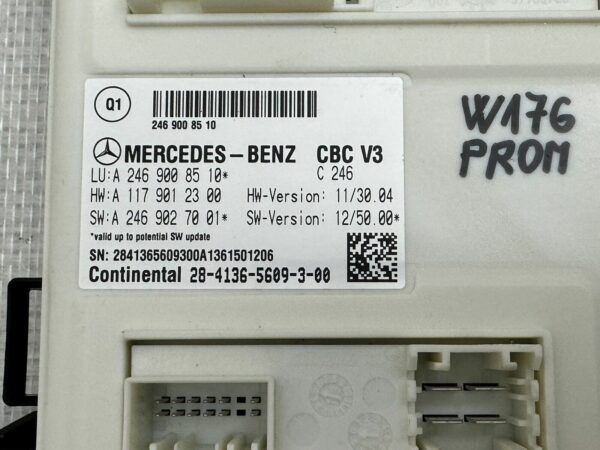 Q1
246 900 85 10
MERCEDES-BENZ CBC V3
LU:A 246 900 85 10* C 246
HW:A 117 901 23 00 HW-Version: 11/30.04
SW:A 246 902 70 01* SW-Version: 12/50.00*
*valid up to potential SW update
SN: 2841365609300A1361501206
Continental 28-4136-5609-3-00
W176
PROM